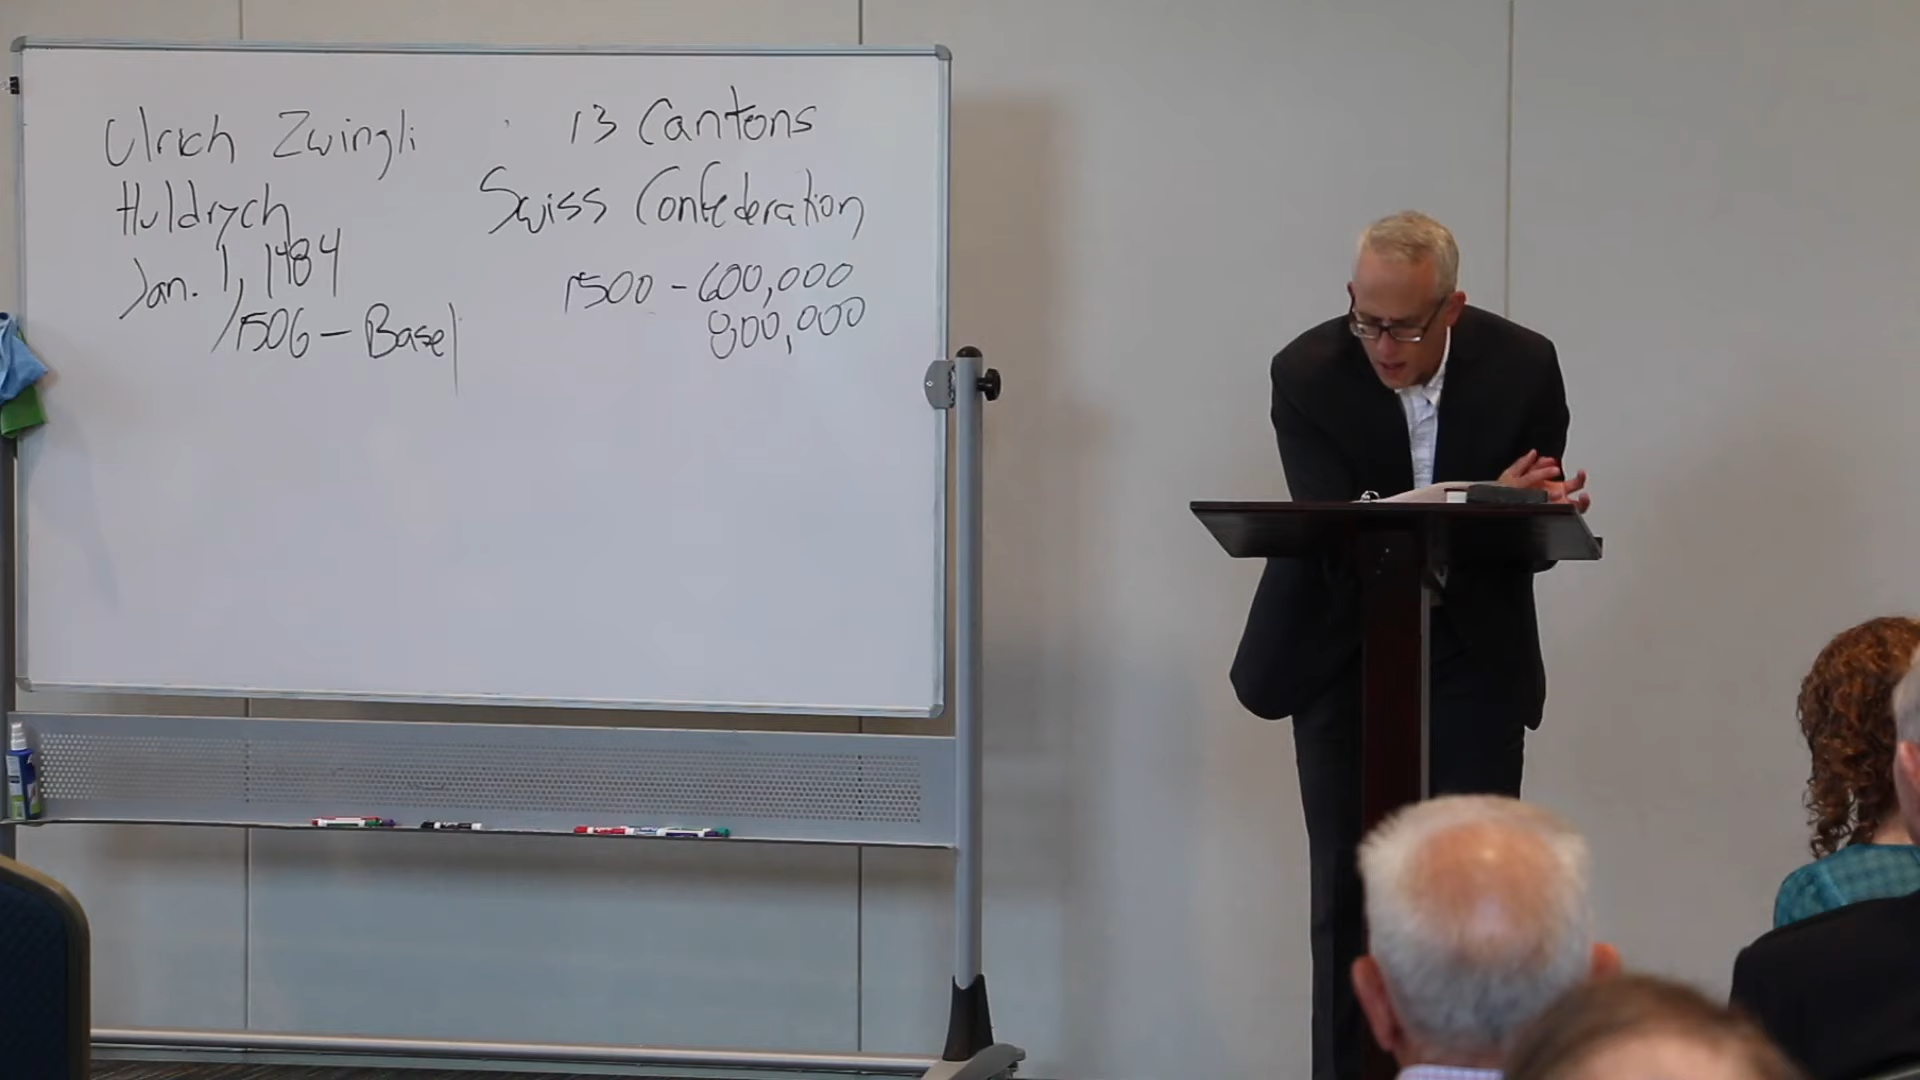 Ulrich Zwingli
Huldrych
Jan. 1, 1484
1506 - Basel
13 Cantons
Swiss Confederation
1500 - 600,000
800,000